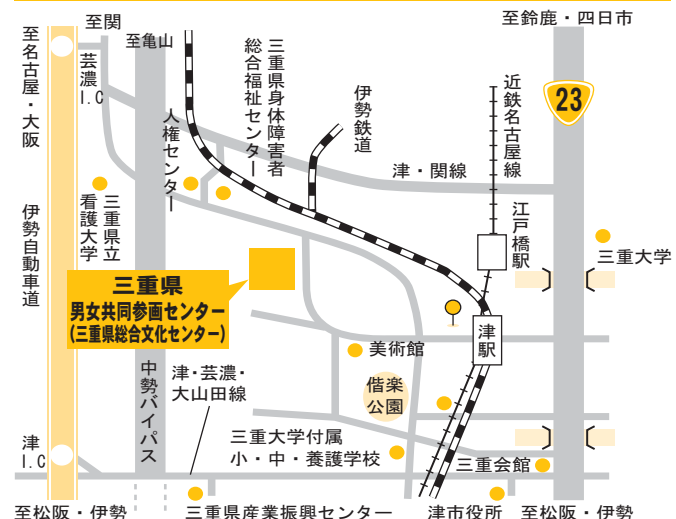 至関
至鈴鹿・四日市
至亀山
至名古屋・大阪
芸濃
I.C
三重県身体障害者
総合福祉センター
人権センター
伊勢鉄道
近鉄名古屋線
23
津・関線
三重県立
看護大学
江戸橋駅
三重大学
伊勢自動車道
三重県
男女共同参画センター
(三重県総合文化センター)
津駅
美術館
中勢バイパス
津・芸濃・
大山田線
偕楽
公園
三重大学付属
小・中・養護学校
三重会館
津
I.C
至松阪・伊勢
三重県産業振興センター
津市役所
至松阪・伊勢